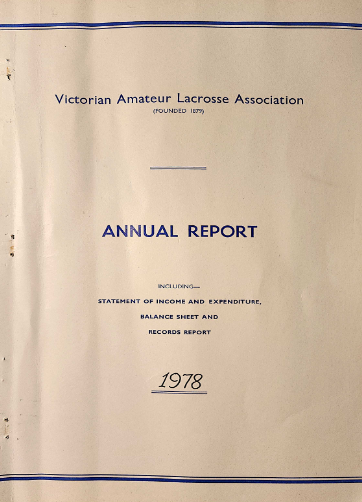 Victorian Amateur Lacrosse Association
(FOUNDED 1879)
ANNUAL REPORT
INCLUDING—
STATEMENT OF INCOME AND EXPENDITURE,
BALANCE SHEET AND
RECORDS REPORT
1978